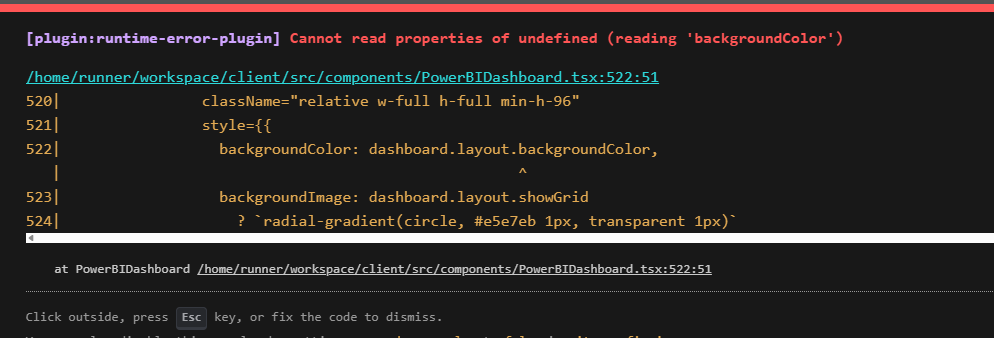 [plugin:runtime-error-plugin] Cannot read properties of undefined (reading 'backgroundColor')
/home/runner/workspace/client/src/components/PowerBIDashboard.tsx:522:51
520|                className="relative w-full h-full min-h-96"
521|                style={{
522|                  backgroundColor: dashboard.layout.backgroundColor,
   |                                                    ^
523|                  backgroundImage: dashboard.layout.showGrid
524|                    ? `radial-gradient(circle, #e5e7eb 1px, transparent 1px)`
at PowerBIDashboard /home/runner/workspace/client/src/components/PowerBIDashboard.tsx:522:51
Click outside, press Esc key, or fix the code to dismiss.